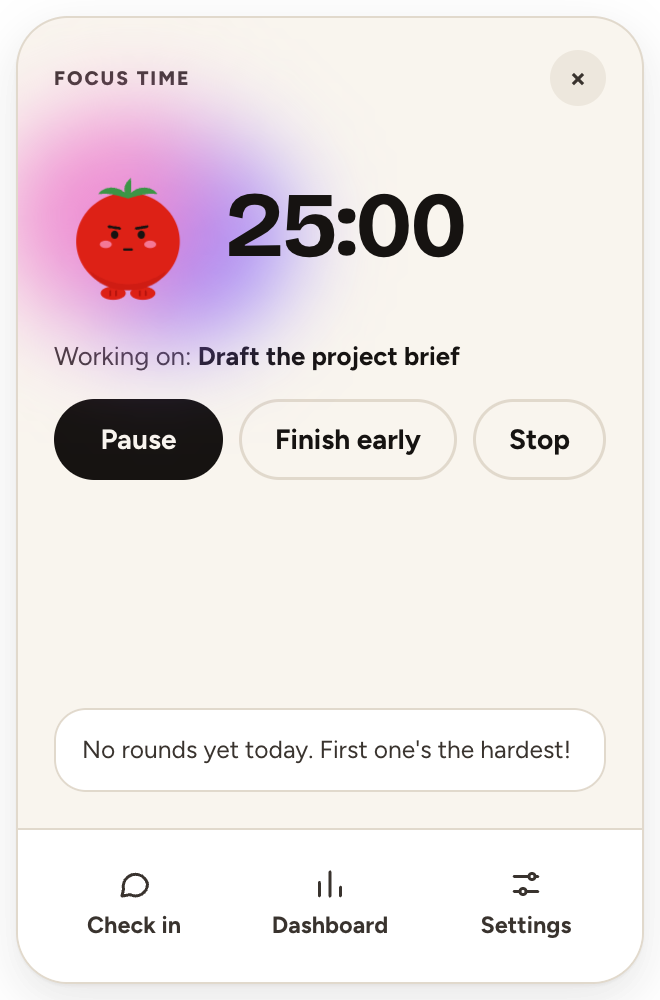 FOCUS TIME
×
25:00
Working on: Draft the project brief
Pause
Finish early
Stop
No rounds yet today. First one's the hardest!
Check in
Dashboard
Settings